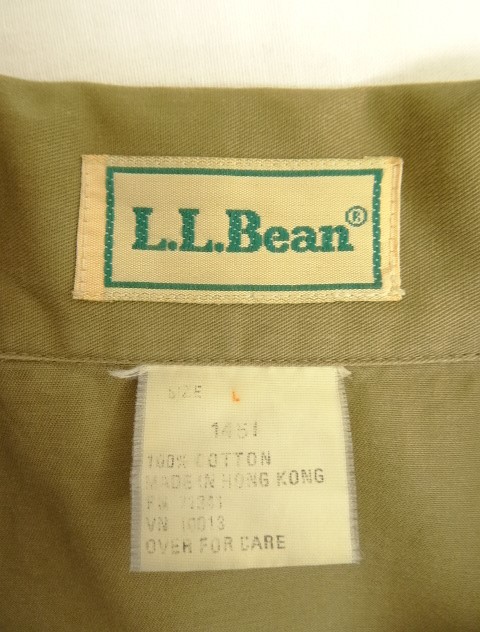 L.L.Bean®
SIZE L
1451
100% COTTON
MADE IN HONG KONG
VN 10013
OVER FOR CARE